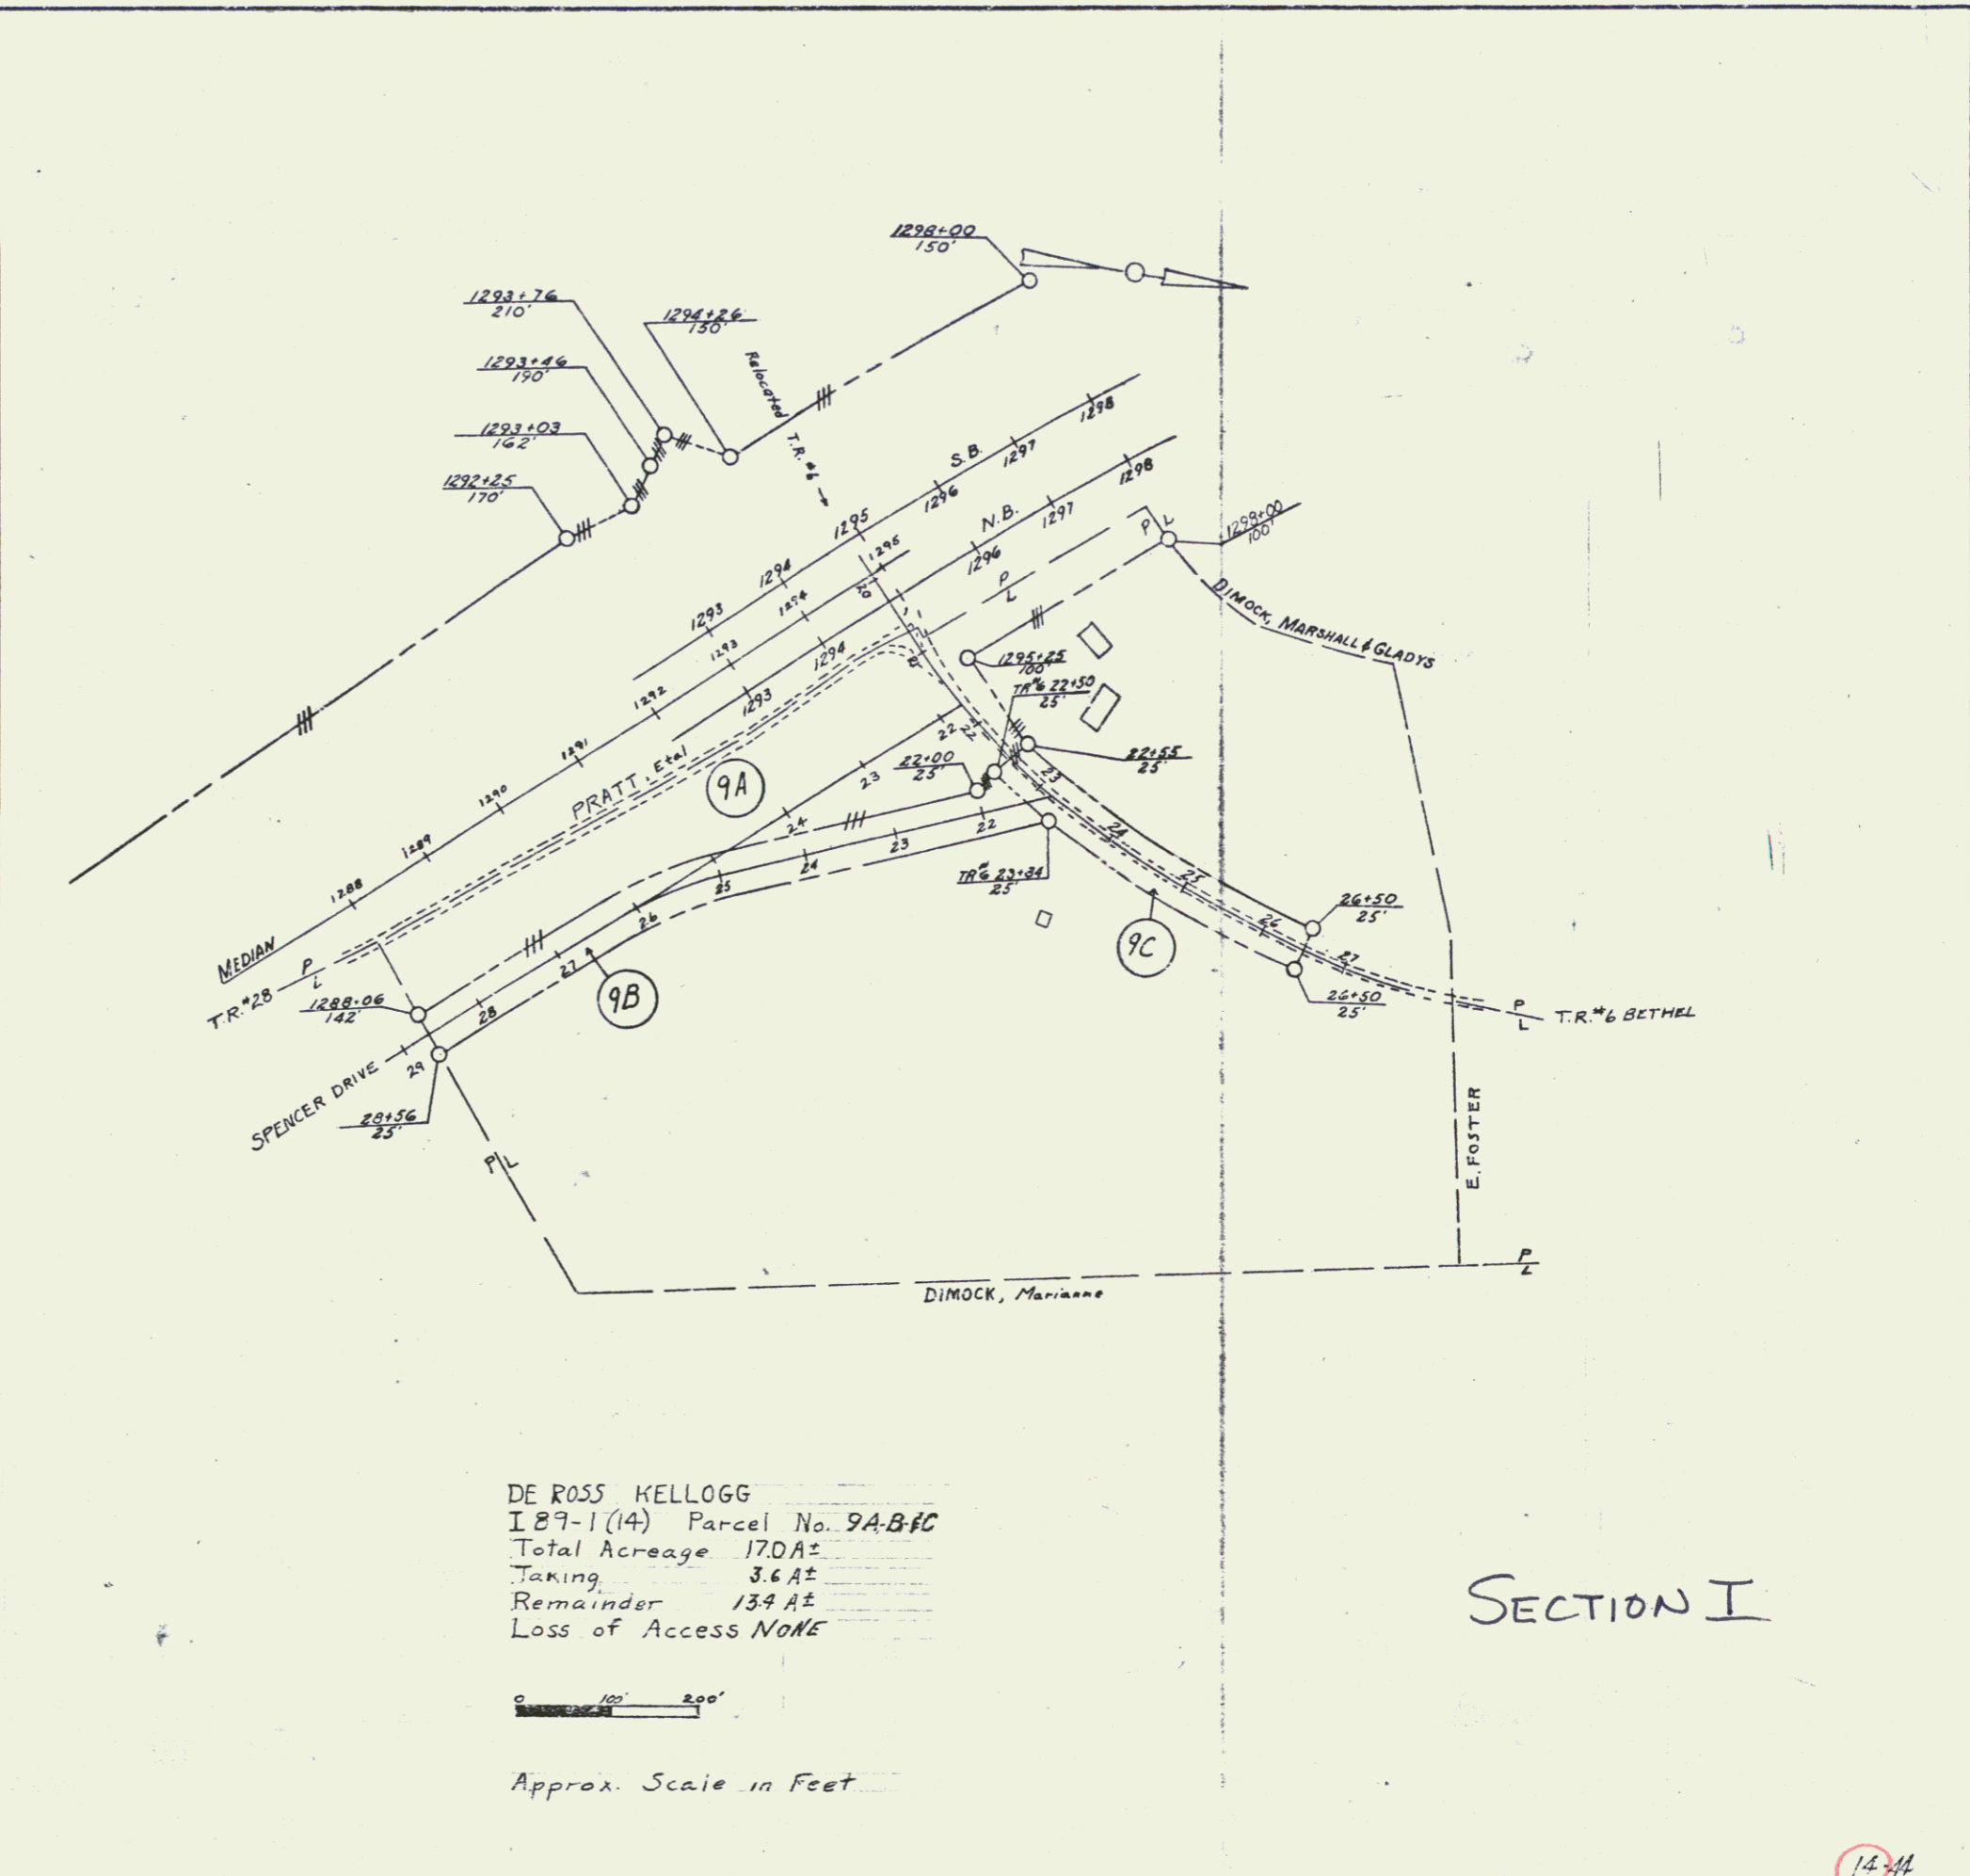 1298+00
150'
1293+76
210'
1294+26
150'
1293+46
190'
1293+03
162'
1292+25
170'
Relocated T.R. #6
S.B.
1293
1294
1295
1296
1297
1298
N.B.
1293
1294
1296
1297
1298
P L
1298+00
100'
P
L
DIMOCK, MARSHALL & GLADYS
MEDIAN
1288
1289
1290
1291
1292
1293
1294
1295
20
1295+25
100'
TR#6 22+50
25'
22+00
25'
22+55
25'
PRATT, Etal
9A
22
22
23
24
22
23
24
25
26
27
28
29
23
24
25
26
27
TR#6 23+34
25'
26+50
25'
26+50
25'
9C
9B
P
L
T.R.#28
1288+06
142'
SPENCER DRIVE
28+56
25'
P
L
T.R.#6 BETHEL
P L
E. FOSTER
P
L
DIMOCK, Marianne
DE ROSS KELLOGG
I 89-1(14) Parcel No. 9A-B&C
Total Acreage 17.0 A±
Taking 3.6 A±
Remainder 13.4 A±
Loss of Access NONE
0 100' 200'
Approx. Scale in Feet
SECTION I
14-44